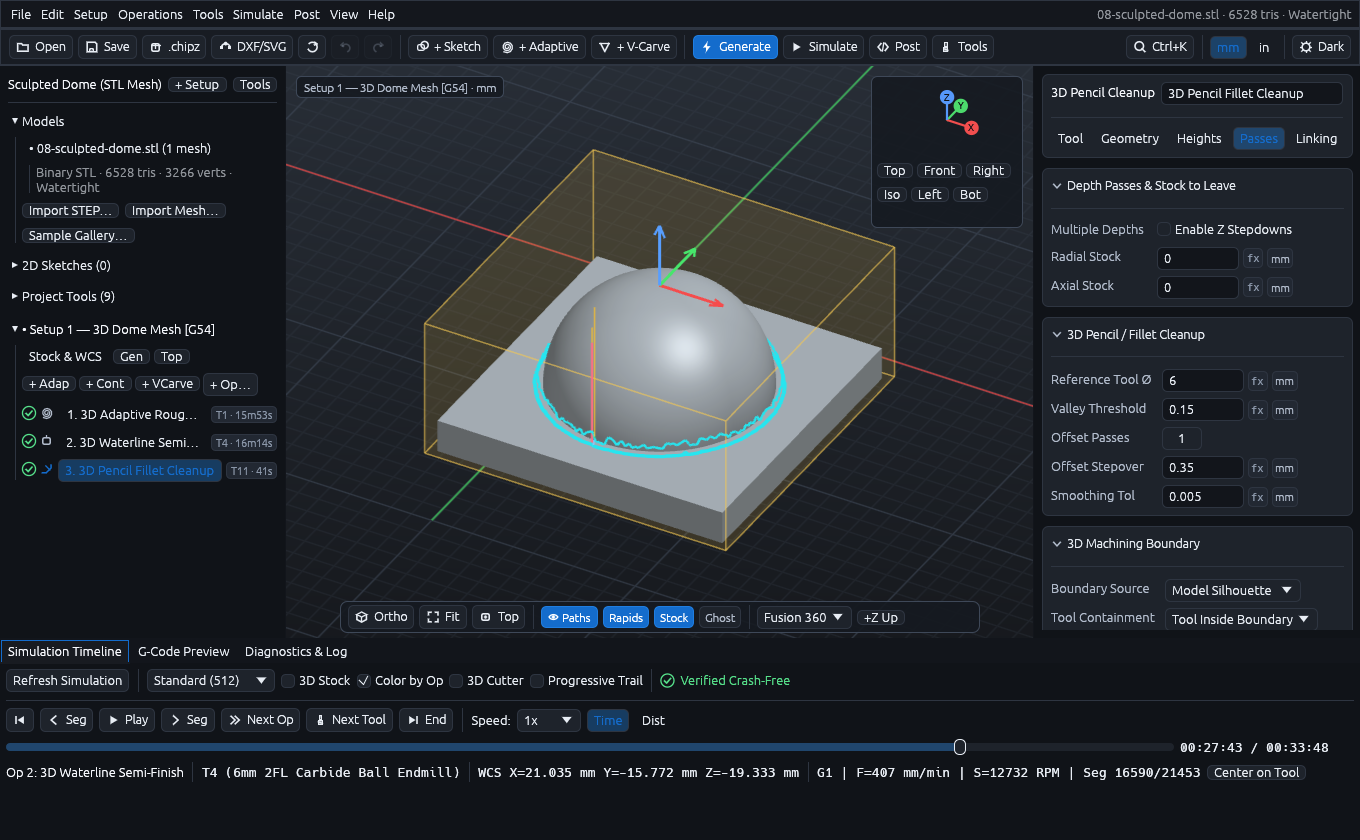 File Edit Setup Operations Tools Simulate Post View Help
08-sculpted-dome.stl · 6528 tris · Watertight
Open Save .chipz DXF/SVG + Sketch + Adaptive + V-Carve Generate Simulate Post Tools Ctrl+K mm in Dark
Sculpted Dome (STL Mesh) + Setup Tools
Models
• 08-sculpted-dome.stl (1 mesh)
Binary STL · 6528 tris · 3266 verts ·
Watertight
Import STEP... Import Mesh...
Sample Gallery...
2D Sketches (0)
Project Tools (9)
• Setup 1 — 3D Dome Mesh [G54]
Stock & WCS Gen Top
+ Adap + Cont + VCarve + Op...
1. 3D Adaptive Roug... T1 · 15m53s
2. 3D Waterline Semi... T4 · 16m14s
3. 3D Pencil Fillet Cleanup T11 · 41s
Setup 1 — 3D Dome Mesh [G54] · mm
Z
Y
X
Top Front Right
Iso Left Bot
Ortho Fit Top Paths Rapids Stock Ghost Fusion 360 +Z Up
3D Pencil Cleanup 3D Pencil Fillet Cleanup
Tool Geometry Heights Passes Linking
Depth Passes & Stock to Leave
Multiple Depths Enable Z Stepdowns
Radial Stock 0 fx mm
Axial Stock 0 fx mm
3D Pencil / Fillet Cleanup
Reference Tool Ø 6 fx mm
Valley Threshold 0.15 fx mm
Offset Passes 1
Offset Stepover 0.35 fx mm
Smoothing Tol 0.005 fx mm
3D Machining Boundary
Boundary Source Model Silhouette
Tool Containment Tool Inside Boundary
Simulation Timeline G-Code Preview Diagnostics & Log
Refresh Simulation Standard (512) 3D Stock Color by Op 3D Cutter Progressive Trail Verified Crash-Free
Seg Play Seg Next Op Next Tool End Speed: 1x Time Dist
00:27:43 / 00:33:48
Op 2: 3D Waterline Semi-Finish T4 (6mm 2FL Carbide Ball Endmill) WCS X=21.035 mm Y=-15.772 mm Z=-19.333 mm G1 | F=407 mm/min | S=12732 RPM | Seg 16590/21453 Center on Tool